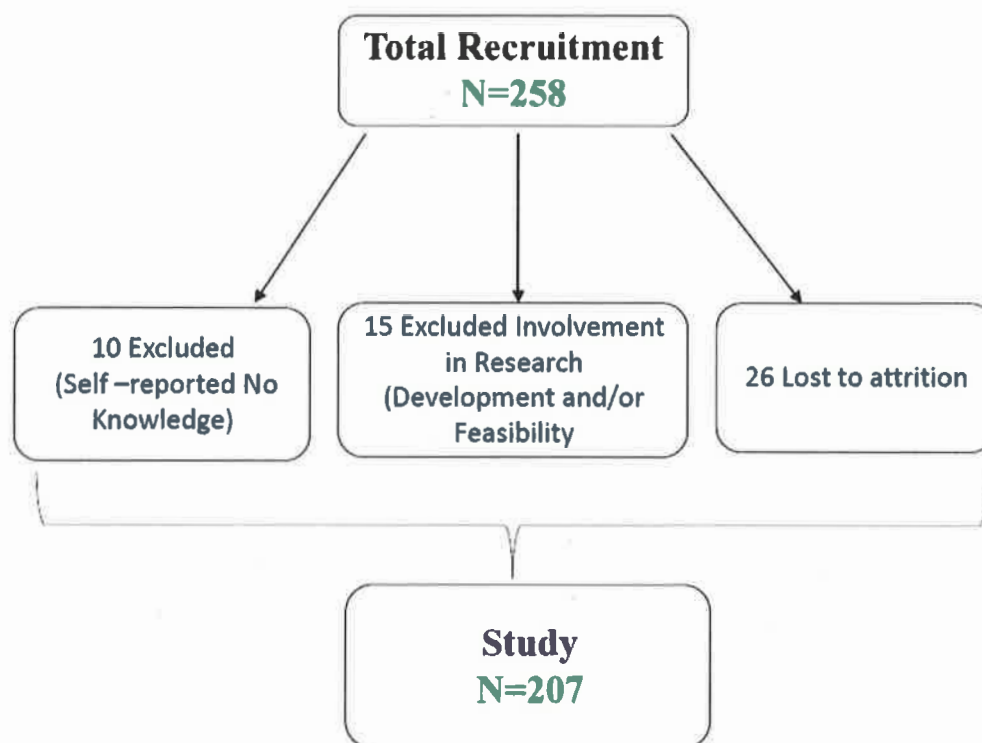 Total Recruitment
N=258
10 Excluded
(Self –reported No
Knowledge)
15 Excluded Involvement
in Research
(Development and/or
Feasibility
26 Lost to attrition
Study
N=207